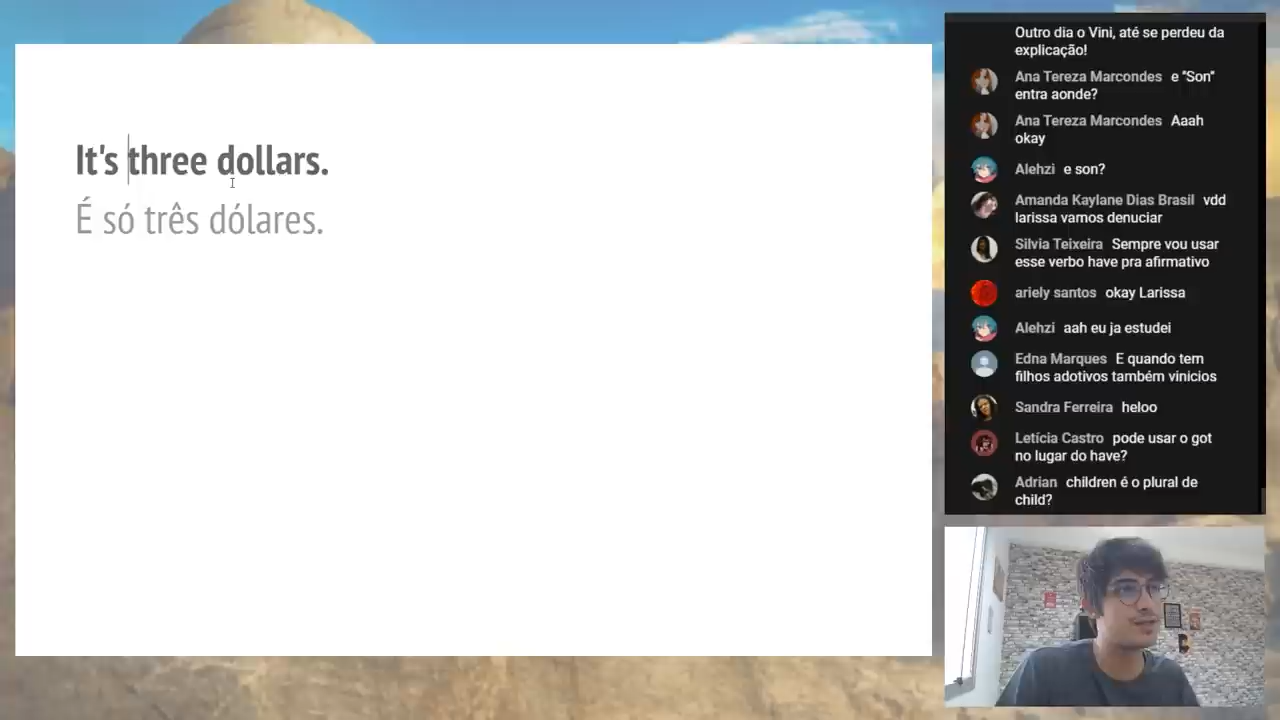 It's three dollars.
É só três dólares.
Outro dia o Vini, até se perdeu da
explicação!
Ana Tereza Marcondes e "Son"
entra aonde?
Ana Tereza Marcondes Aaah
okay
Alehzi e son?
Amanda Kaylane Dias Brasil vdd
larissa vamos denuciar
Silvia Teixeira Sempre vou usar
esse verbo have pra afirmativo
ariely santos okay Larissa
Alehzi aah eu ja estudei
Edna Marques E quando tem
filhos adotivos também vinicios
Sandra Ferreira heloo
Letícia Castro pode usar o got
no lugar do have?
Adrian children é o plural de
child?